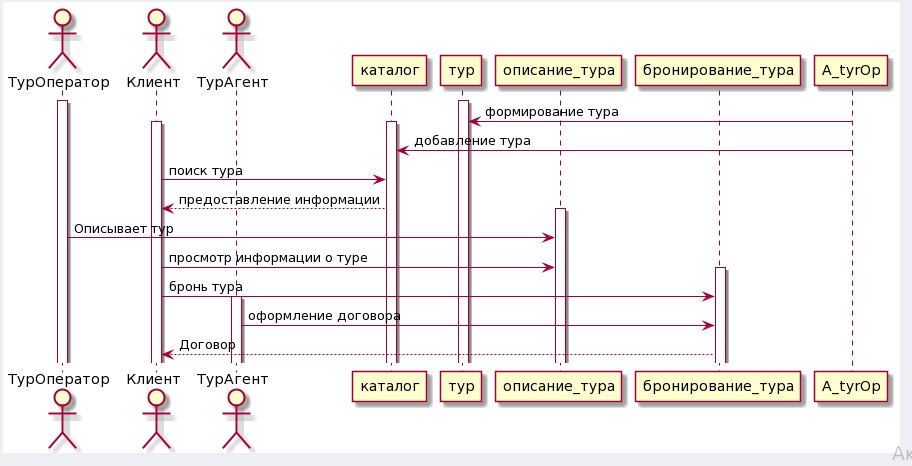 ТурОператор Клиент ТурАгент каталог тур описание_тура бронирование_тура A_tyrOp
формирование тура
добавление тура
поиск тура
предоставление информации
Описывает тур
просмотр информации о туре
бронь тура
оформление договора
Договор
ТурОператор Клиент ТурАгент каталог тур описание_тура бронирование_тура A_tyrOp
Ак